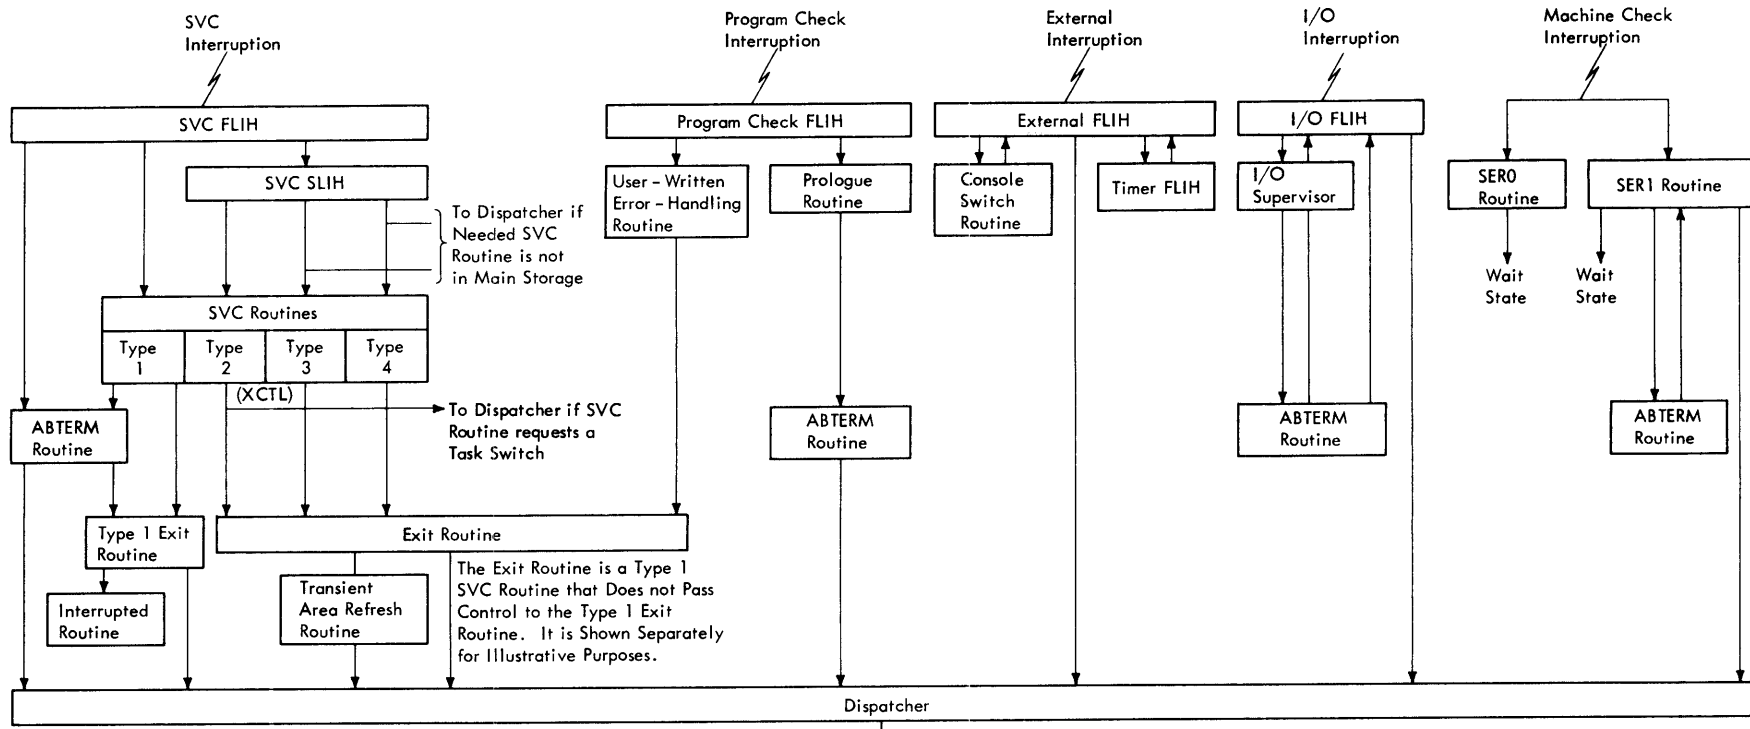 SVC
Interruption
Program Check
Interruption
External
Interruption
I/O
Interruption
Machine Check
Interruption
SVC FLIH
Program Check FLIH
External FLIH
I/O FLIH
SVC SLIH
User - Written
Error - Handling
Routine
Prologue
Routine
Console
Switch
Routine
Timer FLIH
I/O
Supervisor
SER0
Routine
SER1 Routine
To Dispatcher if
Needed SVC
Routine is not
in Main Storage
Wait
State
Wait
State
SVC Routines
Type
1
Type
2
Type
3
Type
4
(XCTL)
To Dispatcher if SVC
Routine requests a
Task Switch
ABTERM
Routine
ABTERM
Routine
ABTERM
Routine
ABTERM
Routine
Type 1 Exit
Routine
Exit Routine
Interrupted
Routine
Transient
Area Refresh
Routine
The Exit Routine is a Type 1
SVC Routine that Does not Pass
Control to the Type 1 Exit
Routine. It is Shown Separately
for Illustrative Purposes.
Dispatcher